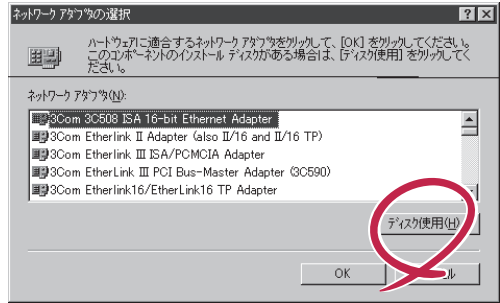 ネットワーク アダプタの選択
ハードウェアに適合するネットワーク アダプタをクリックして、[OK] をクリックしてください。
このコンポーネントのインストール ディスクがある場合は、[ディスク使用] をクリックしてく
ださい。
ネットワーク アダプタ(N):
3Com 3C508 ISA 16-bit Ethernet Adapter
3Com Etherlink II Adapter (also II/16 and II/16 TP)
3Com Etherlink III ISA/PCMCIA Adapter
3Com EtherLink III PCI Bus-Master Adapter (3C590)
3Com Etherlink16/EtherLink16 TP Adapter
ディスク使用(H)
OK